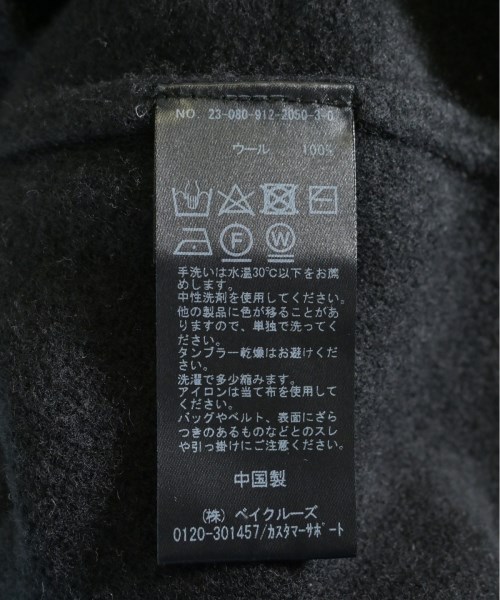 NO. 23-080-912-2050-3-0
ウール 100%
F W
手洗いは水温30℃以下をお薦
めします。
中性洗剤を使用してください。
他の製品に色が移ることがあ
りますので、単独で洗ってく
ださい。
タンブラー乾燥はお避けくだ
さい。
洗濯で多少縮みます。
アイロンは当て布を使用して
ください。
バッグやベルト、表面にざら
つきのあるものなどとのスレ
や引っ掛けにご注意ください。
中国製
(株) ベイクルーズ
0120-301457/カスタマーサポート